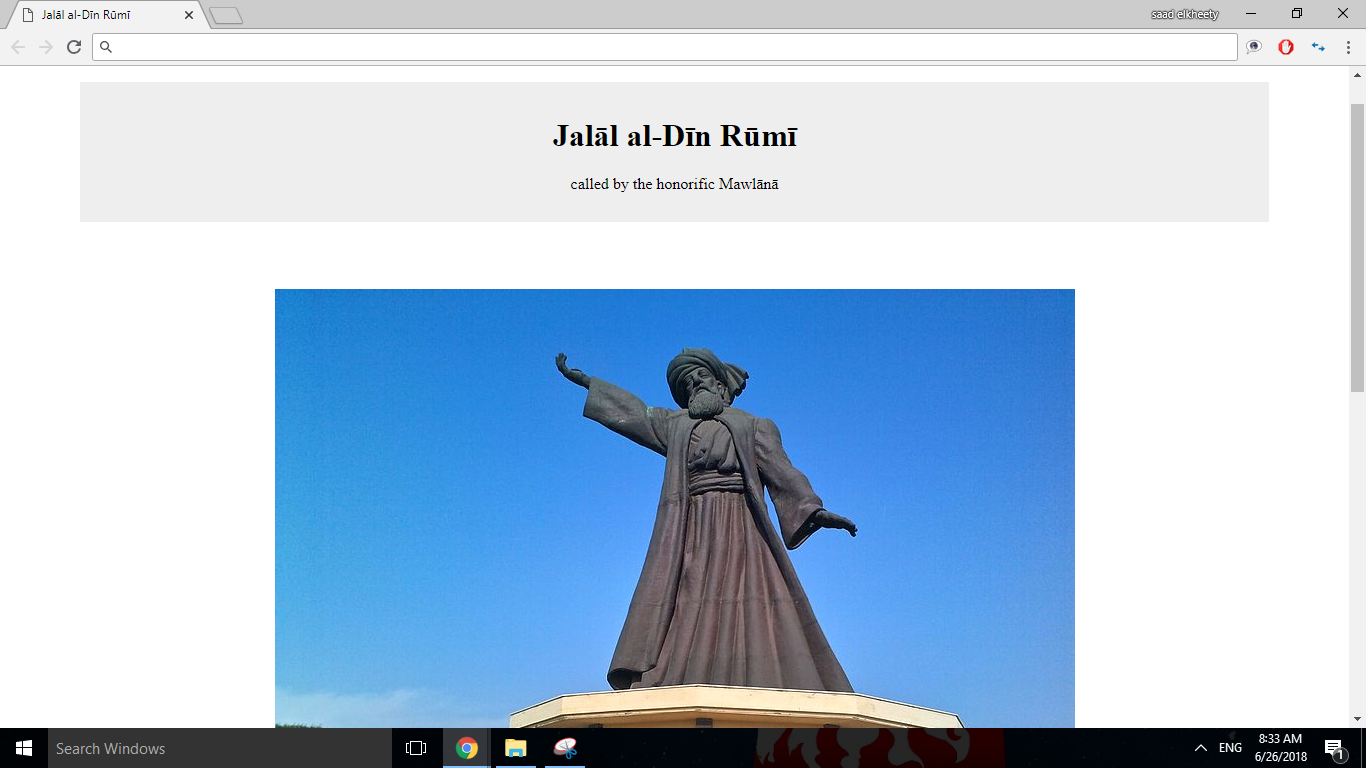 Jalāl al-Dīn Rūmī
saad elkheety
Jalāl al-Dīn Rūmī
called by the honorific Mawlānā
Search Windows
ENG
8:33 AM
6/26/2018
1